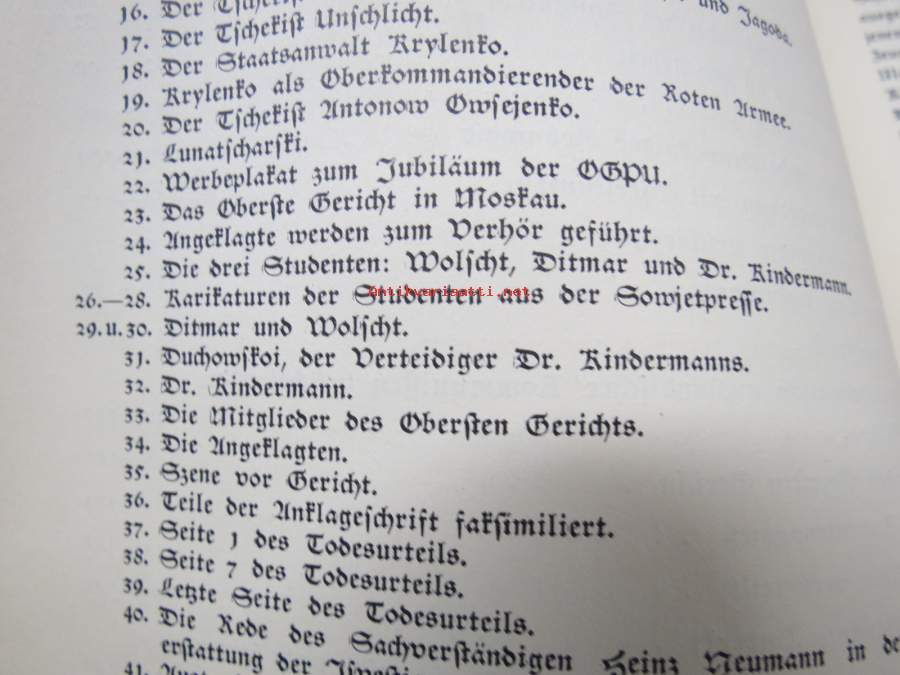 16. Der
und Jagoda.
17. Der Tschekist Unschlicht.
18. Der Staatsanwalt Krylenko.
19. Krylenko als Oberkommandierender der Roten Armee.
20. Der Tschekist Antonow Owsejenko.
21. Lunatscharski.
22. Werbeplakat zum Jubiläum der OGPU.
23. Das Oberste Gericht in Moskau.
24. Angeklagte werden zum Verhör geführt.
25. Die drei Studenten: Wolscht, Ditmar und Dr. Kindermann.
26.—28. Karikaturen der Studenten aus der Sowjetpresse.
Antikvariaatti.net
29. u. 30. Ditmar und Wolscht.
31. Duchowskoi, der Verteidiger Dr. Kindermanns.
32. Dr. Kindermann.
33. Die Mitglieder des Obersten Gerichts.
34. Die Angeklagten.
35. Szene vor Gericht.
36. Teile der Anklageschrift faksimiliert.
37. Seite 1 des Todesurteils.
38. Seite 7 des Todesurteils.
39. Letzte Seite des Todesurteils.
40. Die Rede des Sachverständigen Heinz Neumann in
erstattung der
41.